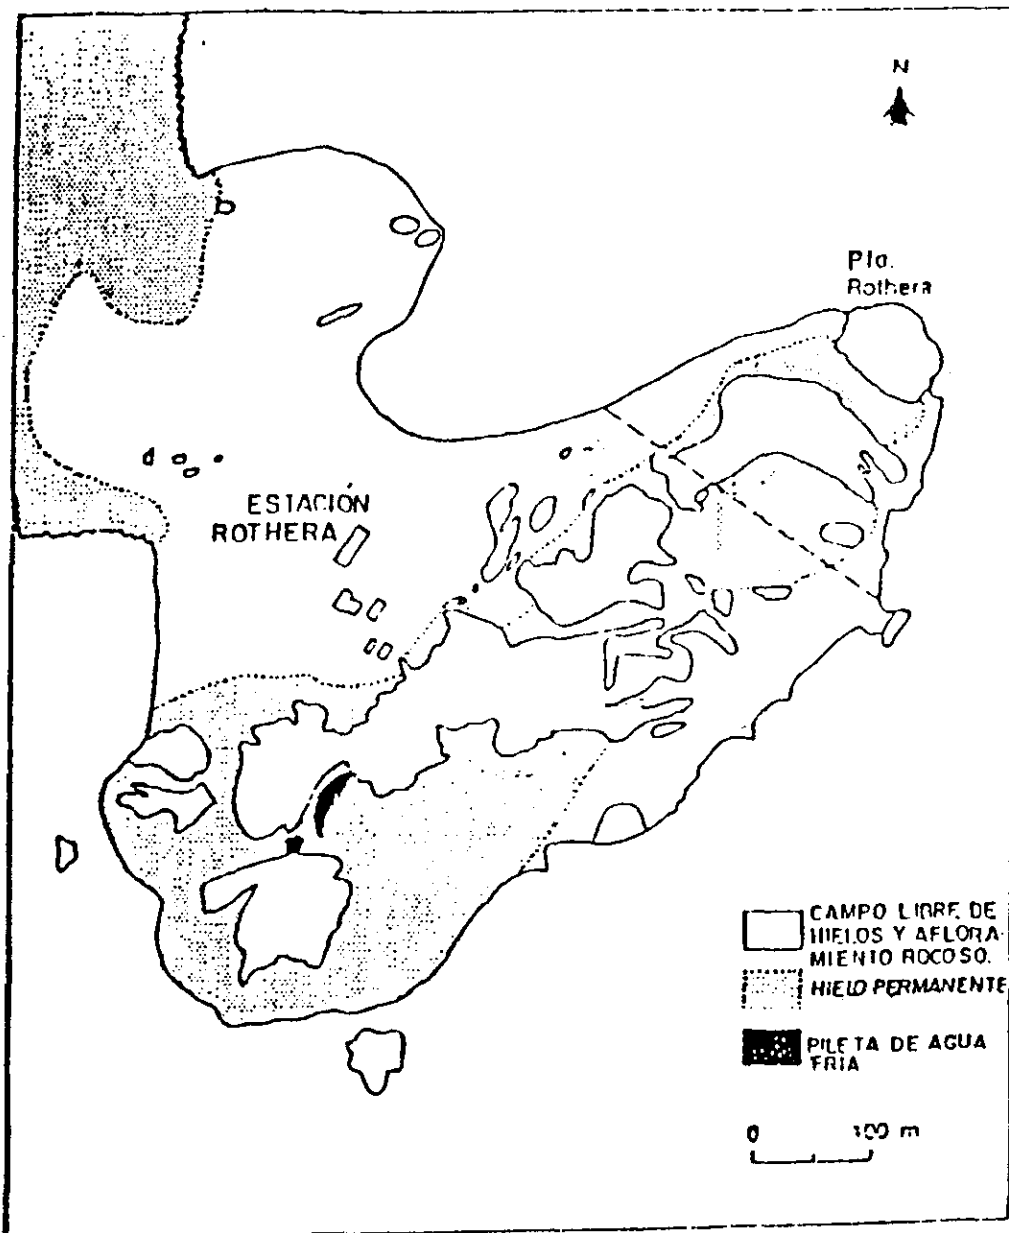 N
Pta.
Rothera
ESTACIÓN
ROTHERA
CAMPO LIBRE DE
HIELOS Y AFLORA-
MIENTO ROCOSO.
HIELO PERMANENTE
PILETA DE AGUA
FRIA
0 100 m